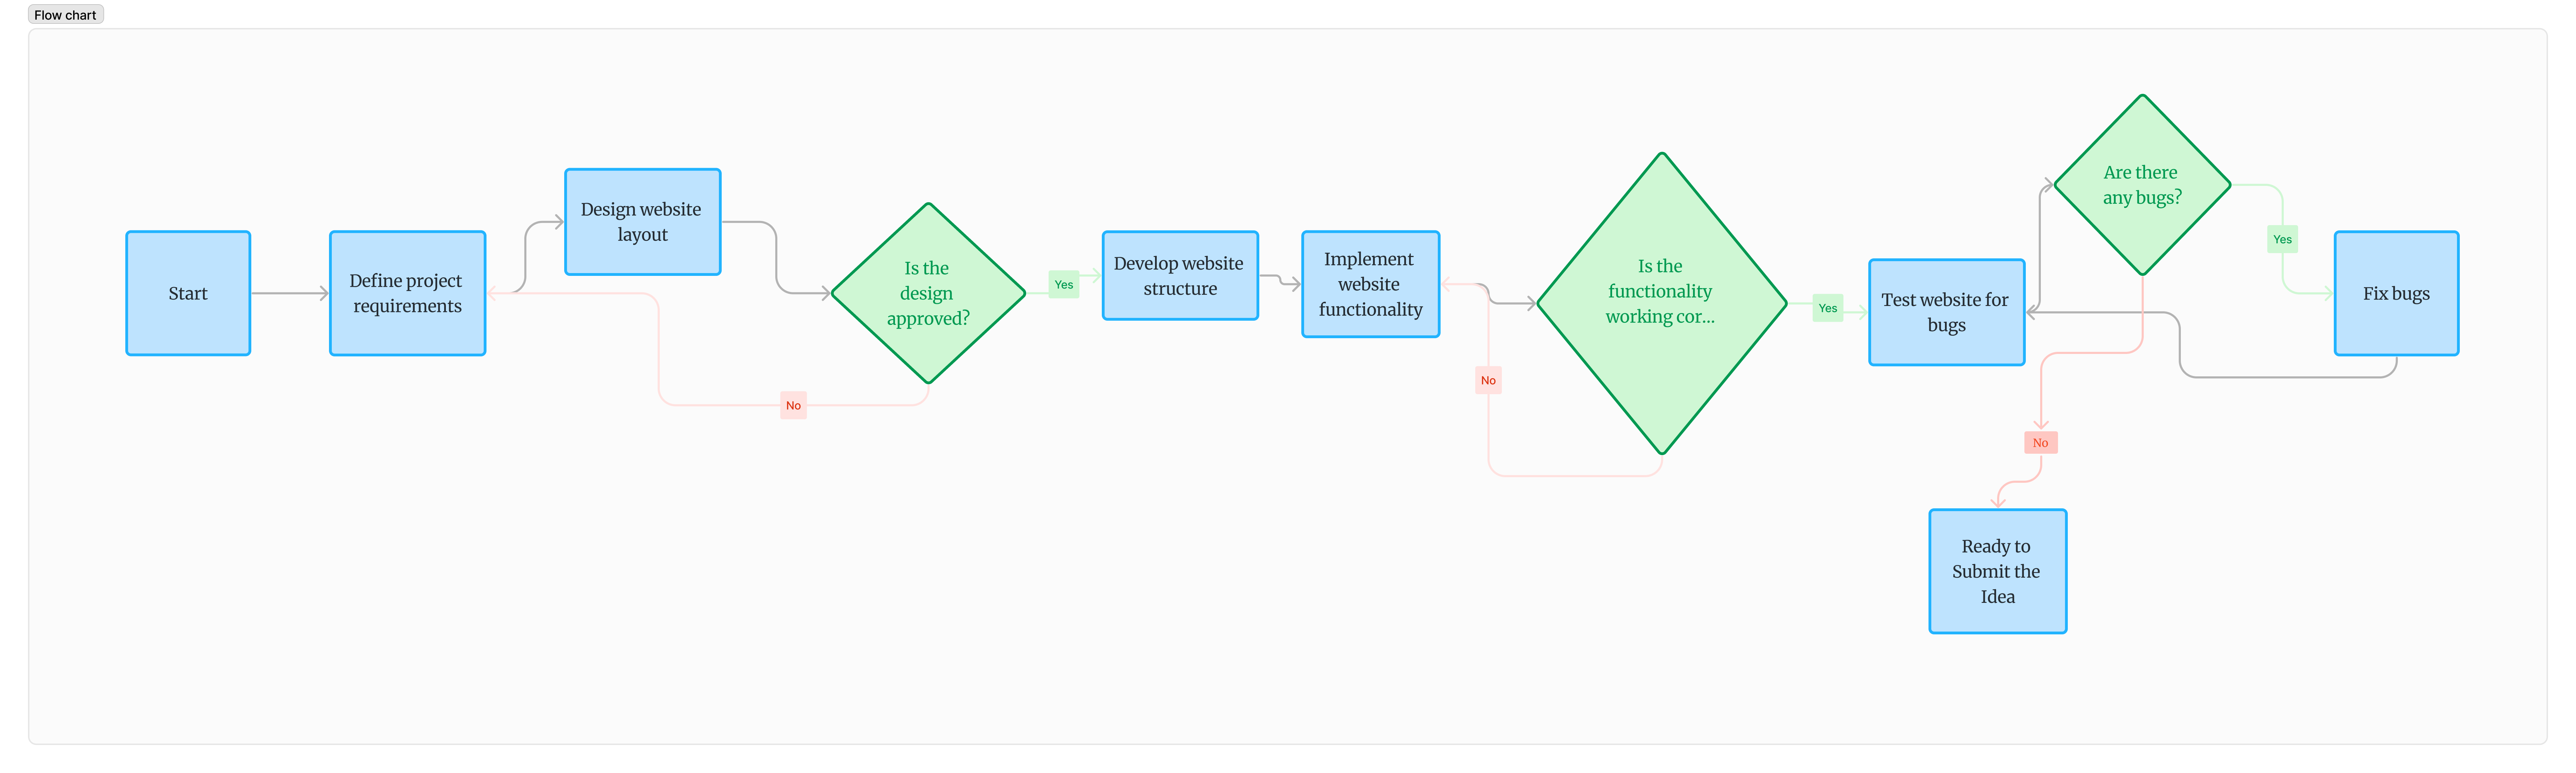 Flow chart
Start
Define project
requirements
Design website
layout
Is the
design
approved?
No
Yes
Develop website
structure
Implement
website
functionality
No
Is the
functionality
working cor...
Yes
Test website for
bugs
Are there
any bugs?
Yes
Fix bugs
No
Ready to
Submit the
Idea